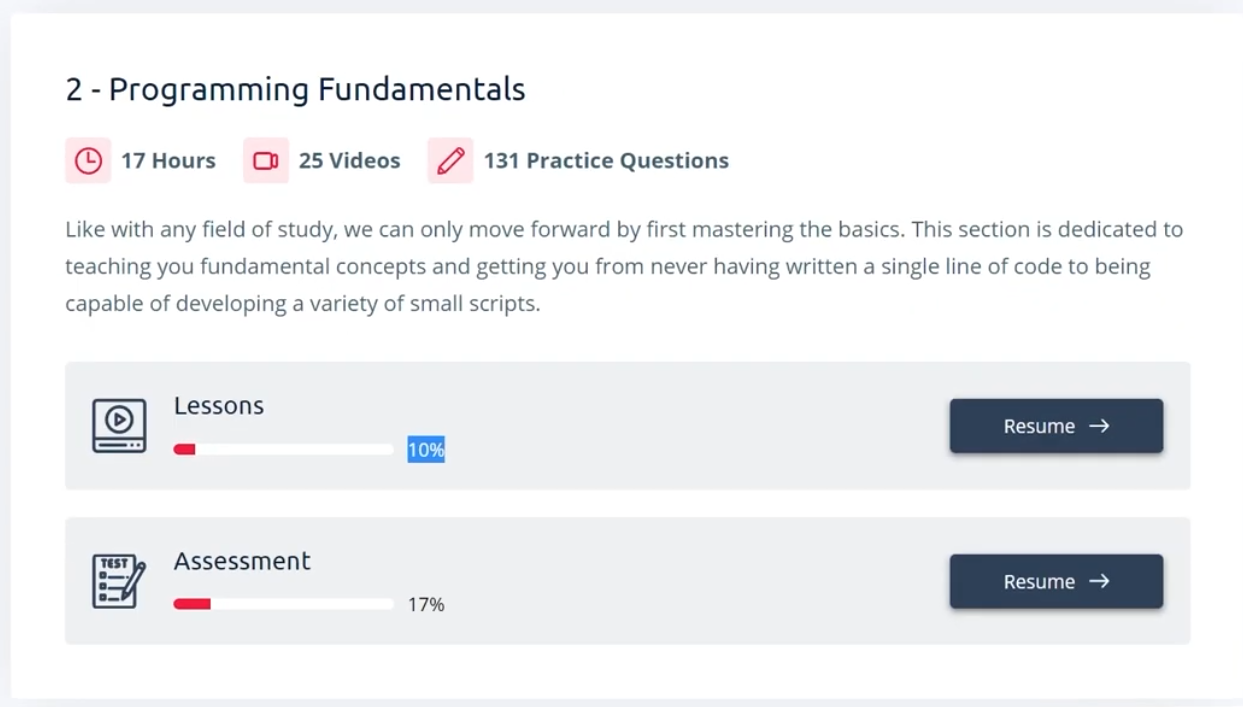 2 - Programming Fundamentals
17 Hours 25 Videos 131 Practice Questions
Like with any field of study, we can only move forward by first mastering the basics. This section is dedicated to
teaching you fundamental concepts and getting you from never having written a single line of code to being
capable of developing a variety of small scripts.
Lessons
10%
Resume →
TEST
Assessment
17%
Resume →